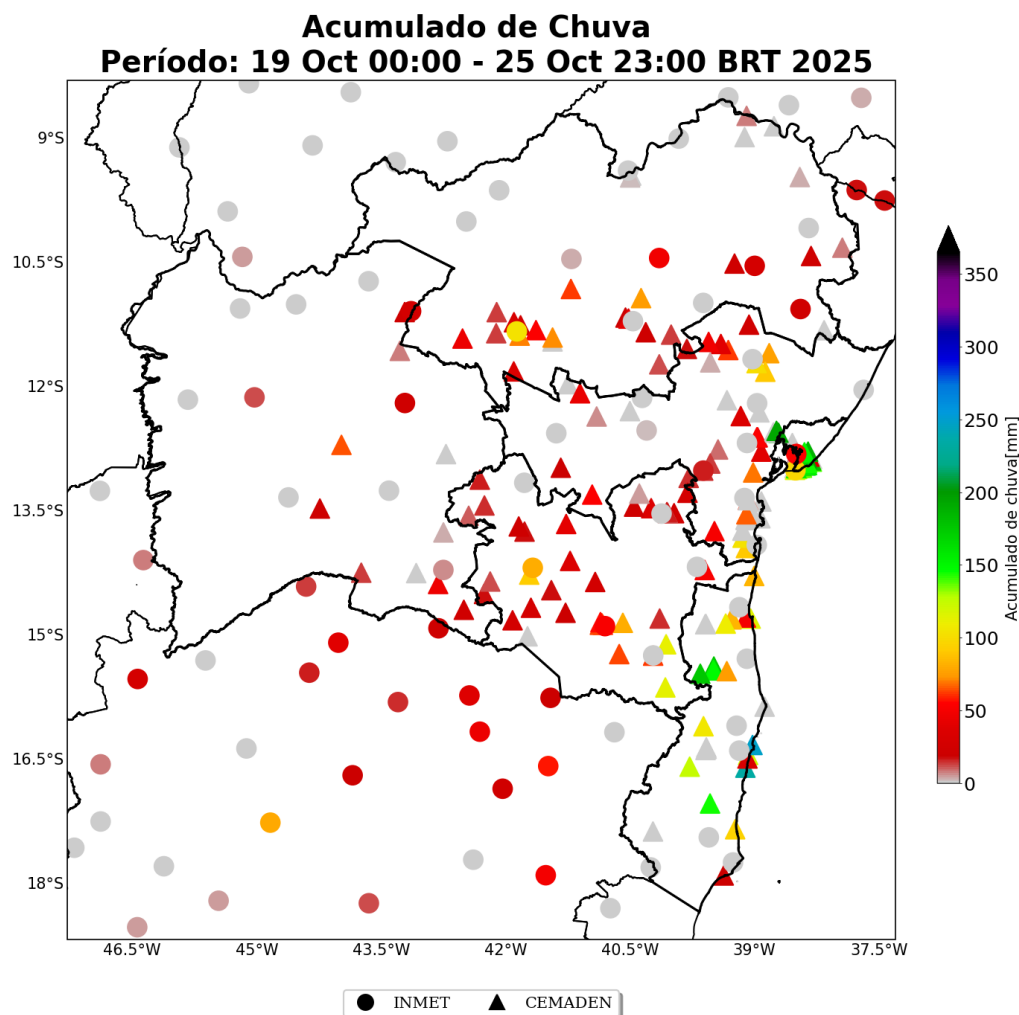 Acumulado de Chuva
Período: 19 Oct 00:00 - 25 Oct 23:00 BRT 2025
9°S
10.5°S
12°S
13.5°S
15°S
16.5°S
18°S
46.5°W
45°W
43.5°W
42°W
40.5°W
39°W
37.5°W
350
300
250
200
150
100
50
0
Acumulado de chuva[mm]
INMET
CEMADEN